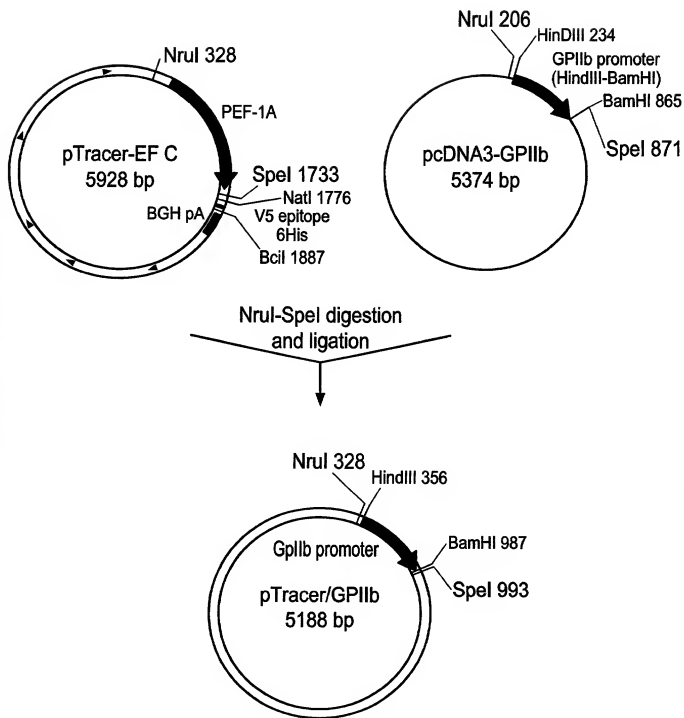 NruI 328
PEF-1A
pTracer-EF C
5928 bp
SpeI 1733
NatI 1776
V5 epitope
6His
BGH pA
BciI 1887
NruI 206
HinDIII 234
GPIIb promoter
(HindIII-BamHI)
BamHI 865
SpeI 871
pcDNA3-GPIIb
5374 bp
NruI-SpeI digestion
and ligation
NruI 328
HindIII 356
GpIIb promoter
BamHI 987
SpeI 993
pTracer/GPIIb
5188 bp